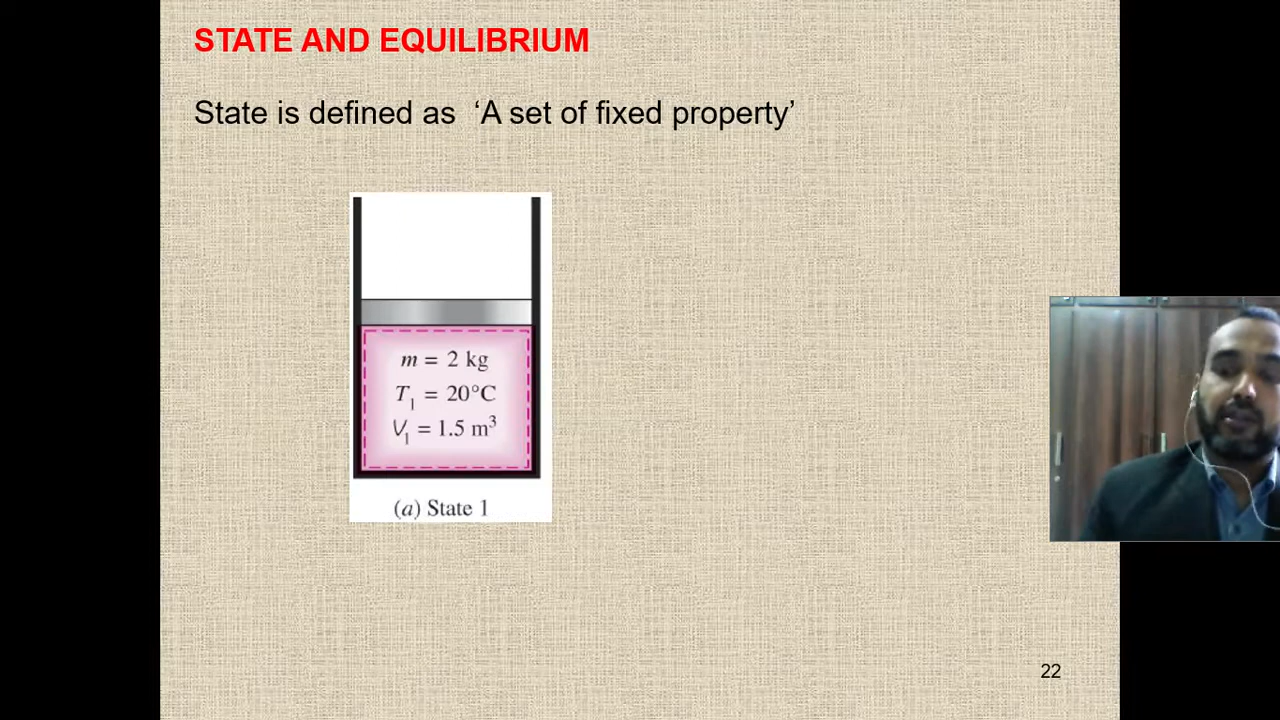 STATE AND EQUILIBRIUM
State is defined as ‘A set of fixed property’
m = 2 kg
T1 = 20°C
V1 = 1.5 m3
(a) State 1
22